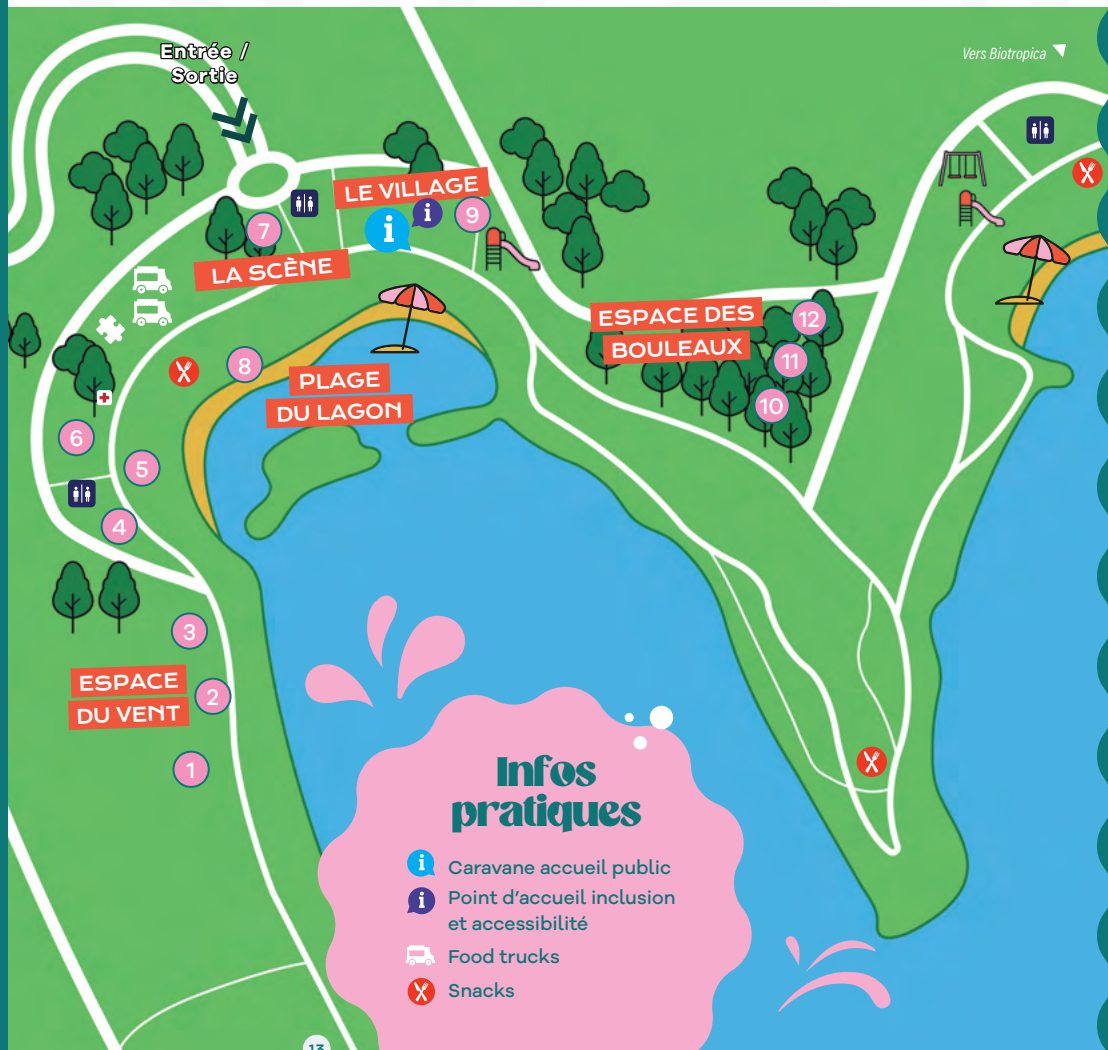 Entrée /
Sortie
Vers Biotropica
LE VILLAGE
i
i
9
7
LA SCÈNE
ESPACE DES
BOULEAUX
12
11
10
8
PLAGE
DU LAGON
6
5
4
3
ESPACE
DU VENT
2
1
Infos
pratiques
i Caravane accueil public
i Point d'accueil inclusion
et accessibilité
Food trucks
Snacks
13